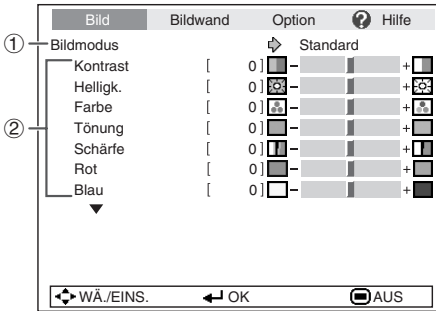 Bild Bildwand Option ? Hilfe
① Bildmodus Standard
② Kontrast [ 0 ] - +
Helligk. [ 0 ] - +
Farbe [ 0 ] - +
Tönung [ 0 ] - +
Schärfe [ 0 ] - +
Rot [ 0 ] - +
Blau [ 0 ] - +
WÄ./EINS. OK AUS